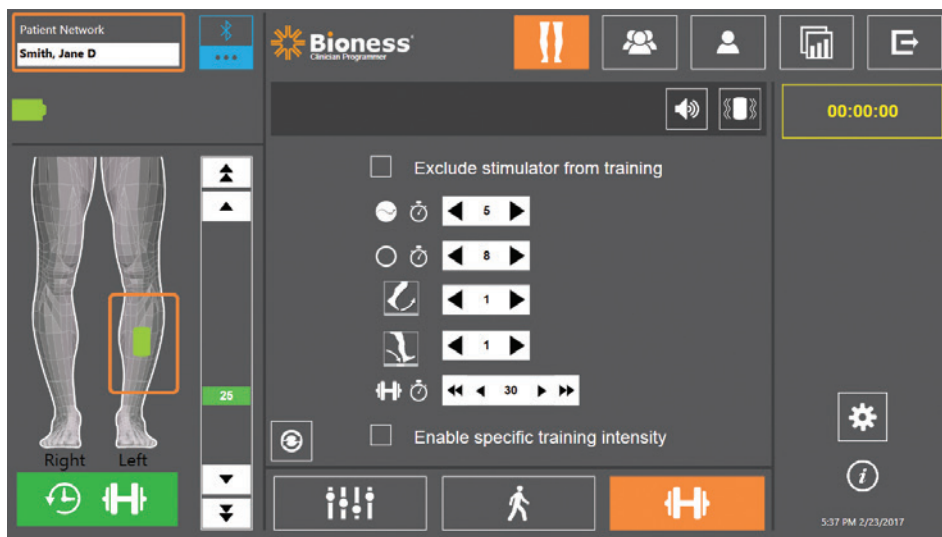 Patient Network
Smith, Jane D
Bioness
Clinician Programmer
00:00:00
Exclude stimulator from training
5
8
1
1
30
Enable specific training intensity
25
Right Left
i
5:37 PM 2/23/2017